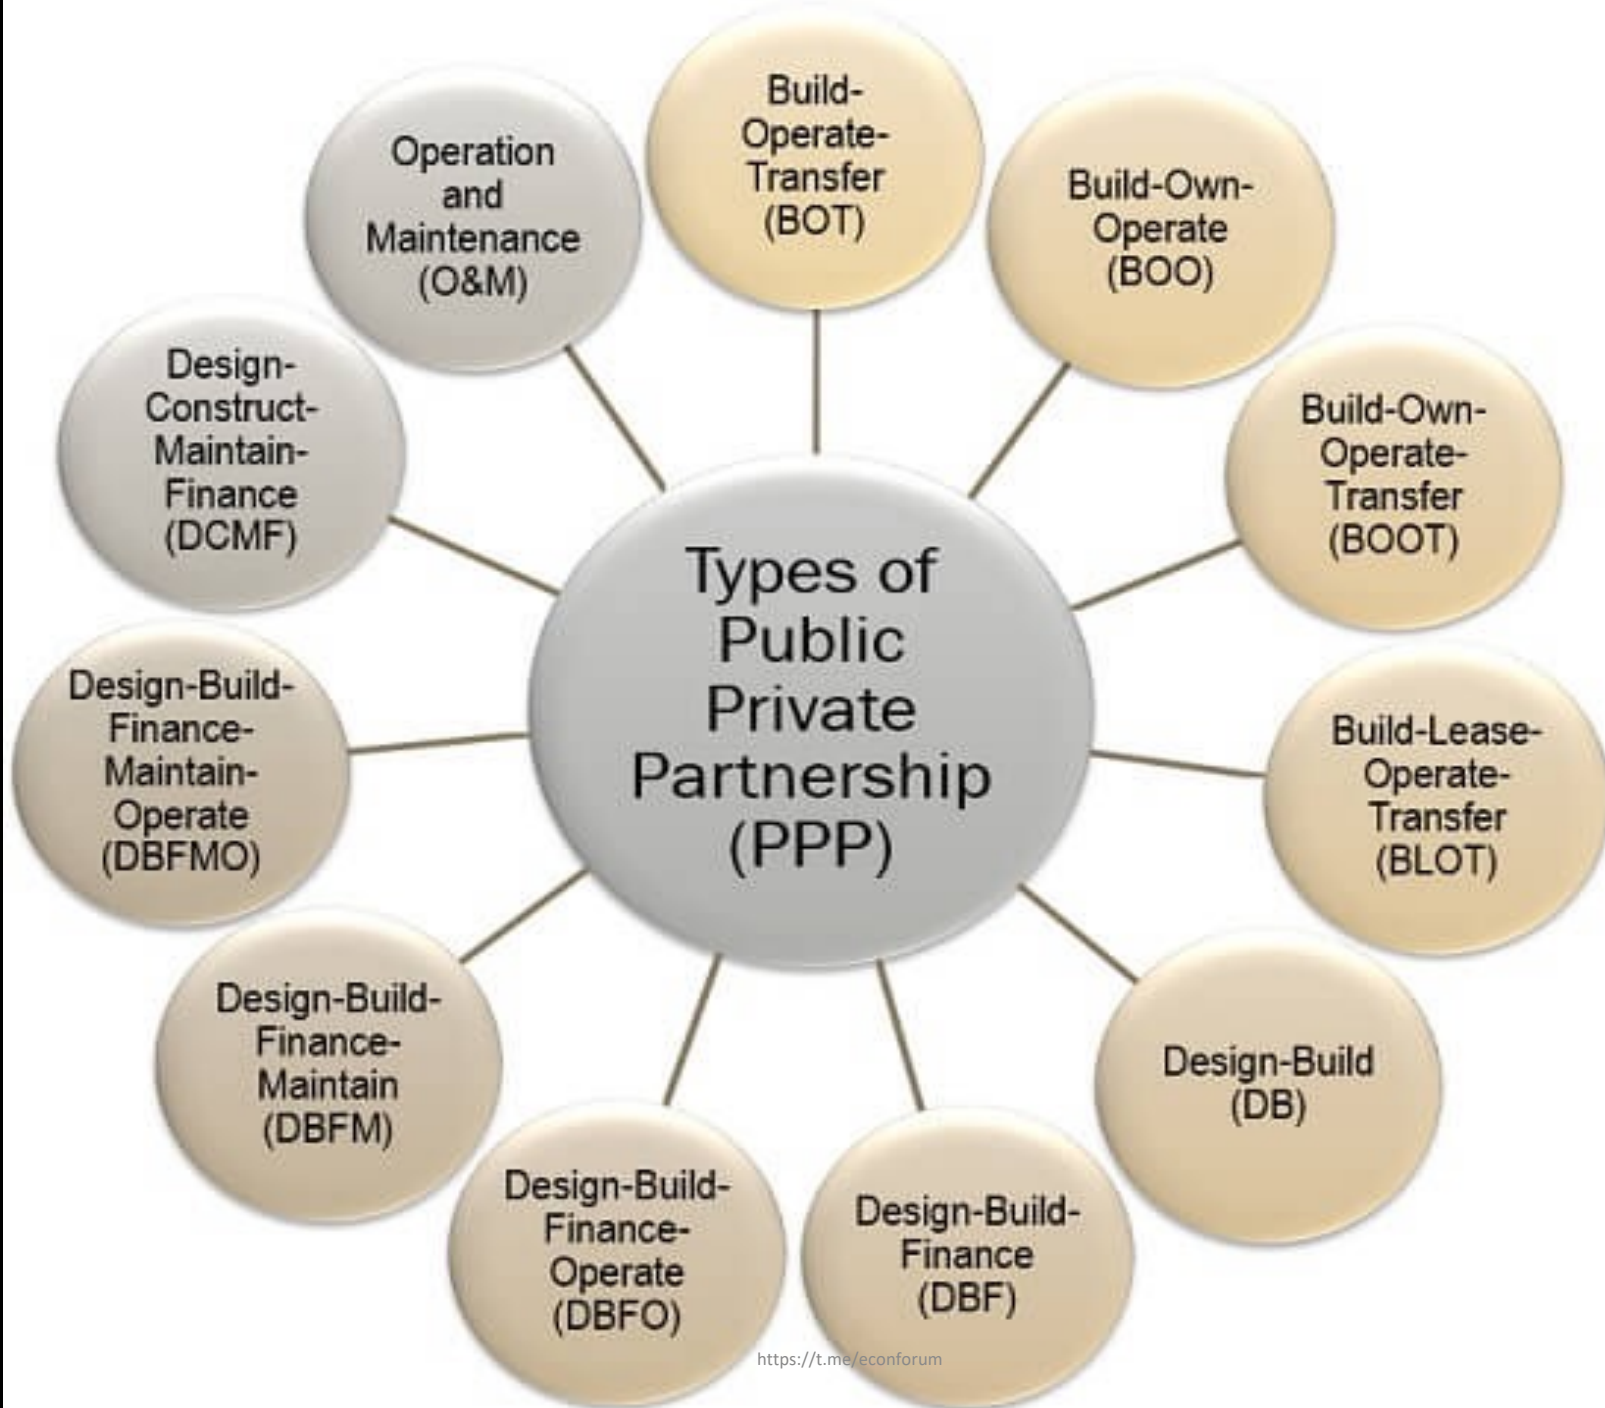 Types of
Public
Private
Partnership
(PPP)
Build-
Operate-
Transfer
(BOT)
Build-Own-
Operate
(BOO)
Build-Own-
Operate-
Transfer
(BOOT)
Build-Lease-
Operate-
Transfer
(BLOT)
Design-Build
(DB)
Design-Build-
Finance
(DBF)
Design-Build-
Finance-
Operate
(DBFO)
Design-Build-
Finance-
Maintain
(DBFM)
Design-Build-
Finance-
Maintain-
Operate
(DBFMO)
Design-
Construct-
Maintain-
Finance
(DCMF)
Operation
and
Maintenance
(O&M)
https://t.me/econforum